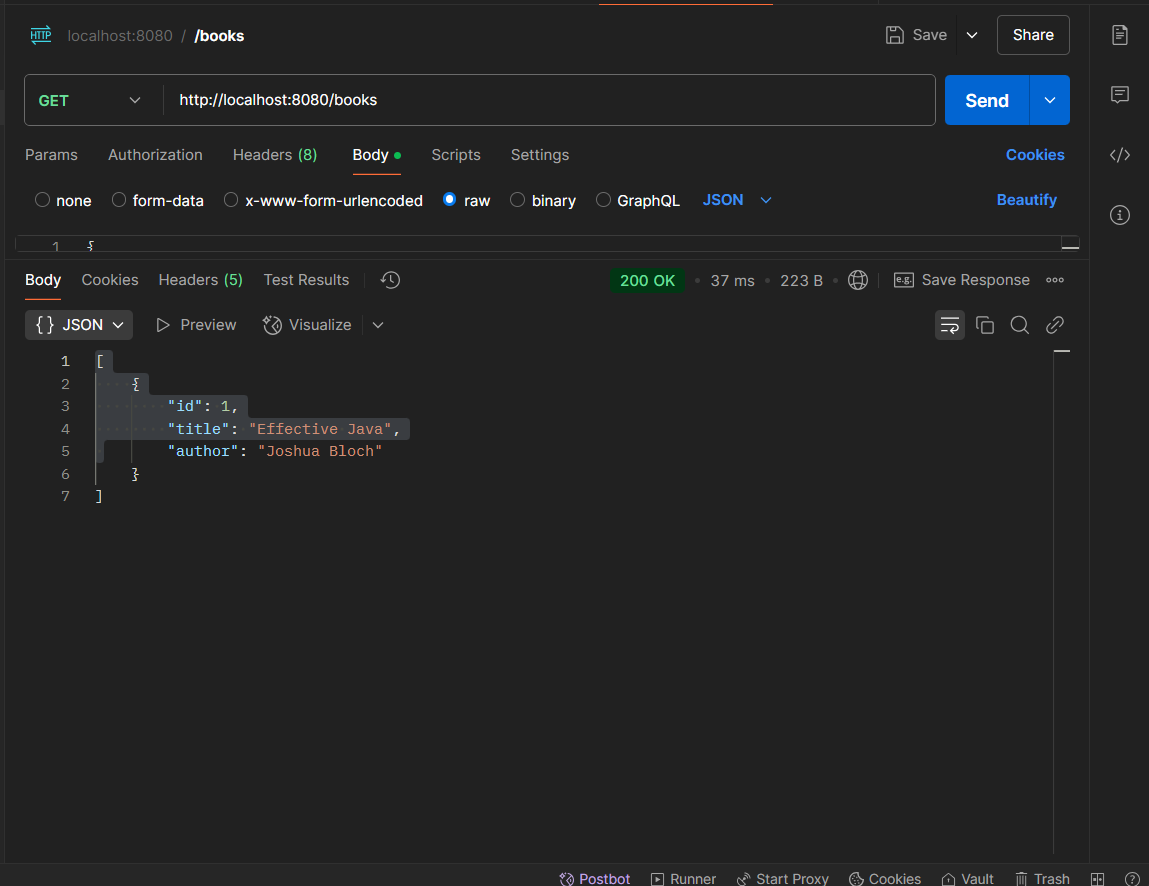 HTTP localhost:8080 / /books Save Share
GET http://localhost:8080/books Send
Params Authorization Headers (8) Body Scripts Settings Cookies
none form-data x-www-form-urlencoded raw binary GraphQL JSON Beautify
1 {
Body Cookies Headers (5) Test Results 200 OK • 37 ms • 223 B e.g. Save Response
{} JSON Preview Visualize
1 [
2 {
3 "id": 1,
4 "title": "Effective Java",
5 "author": "Joshua Bloch"
6 }
7 ]
Postbot Runner Start Proxy Cookies Vault Trash